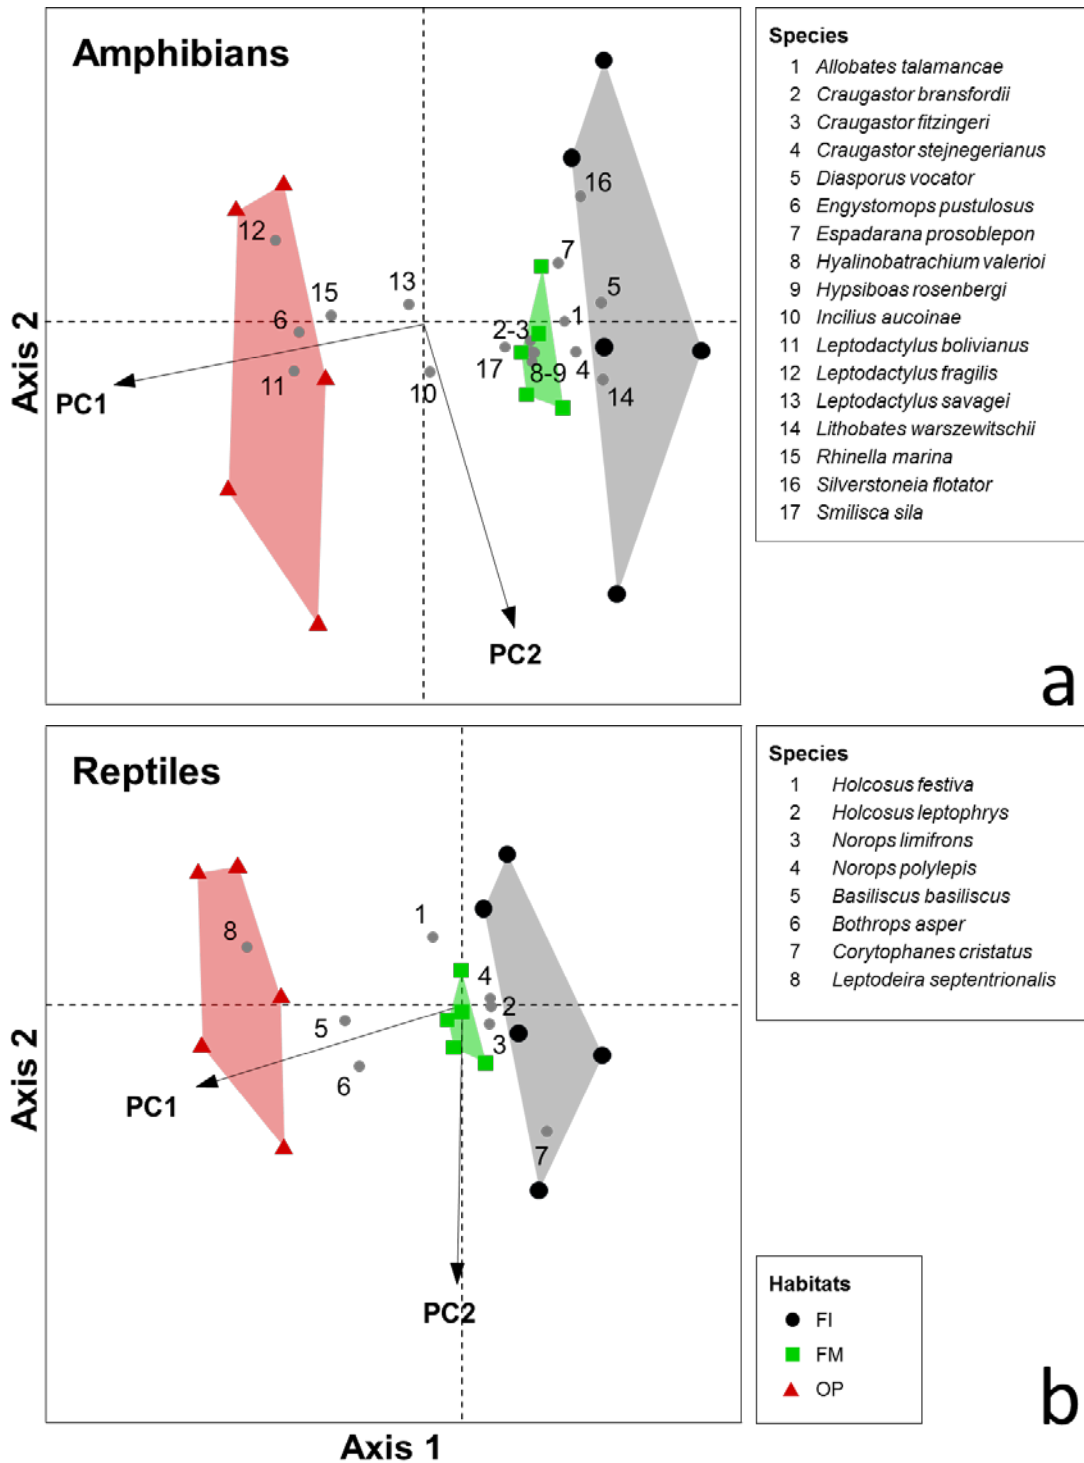 Amphibians
16
12
7
13
15
5
6
1
2-3
17
8-9
4
11
10
14
PC1
PC2
Axis 2
Species
1 Allobates talamancae
2 Craugastor bransfordii
3 Craugastor fitzingeri
4 Craugastor stejnegerianus
5 Diasporus vocator
6 Engystomops pustulosus
7 Espadarana prosoblepon
8 Hyalinobatrachium valerioi
9 Hypsiboas rosenbergi
10 Incilius aucoinae
11 Leptodactylus bolivianus
12 Leptodactylus fragilis
13 Leptodactylus savagei
14 Lithobates warszewitschii
15 Rhinella marina
16 Silverstoneia flotator
17 Smilisca sila
a
Reptiles
1
8
4
2
5
3
6
7
PC1
PC2
Axis 2
Axis 1
Species
1 Holcosus festiva
2 Holcosus leptophrys
3 Norops limifrons
4 Norops polylepis
5 Basiliscus basiliscus
6 Bothrops asper
7 Corytophanes cristatus
8 Leptodeira septentrionalis
Habitats
FI
FM
OP
b